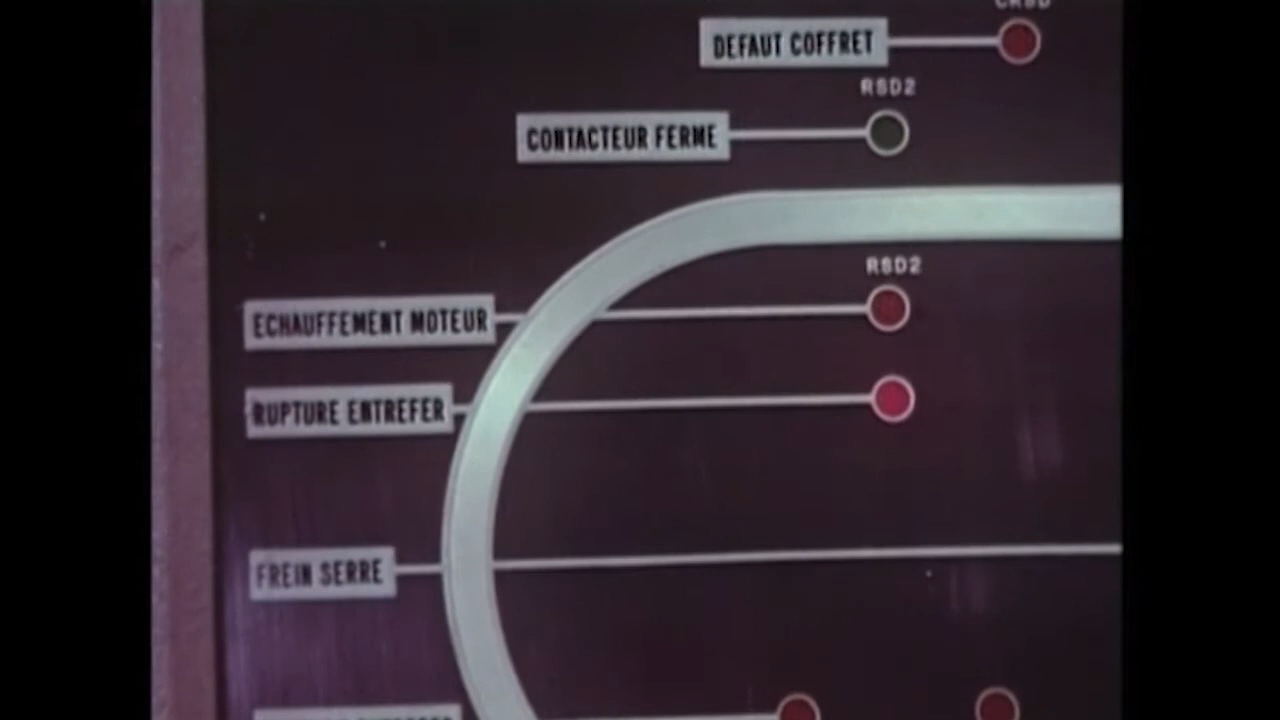 DEFAUT COFFRET
RSD2
CONTACTEUR FERME
RSD2
ECHAUFFEMENT MOTEUR
RUPTURE ENTREFER
FREIN SERRE